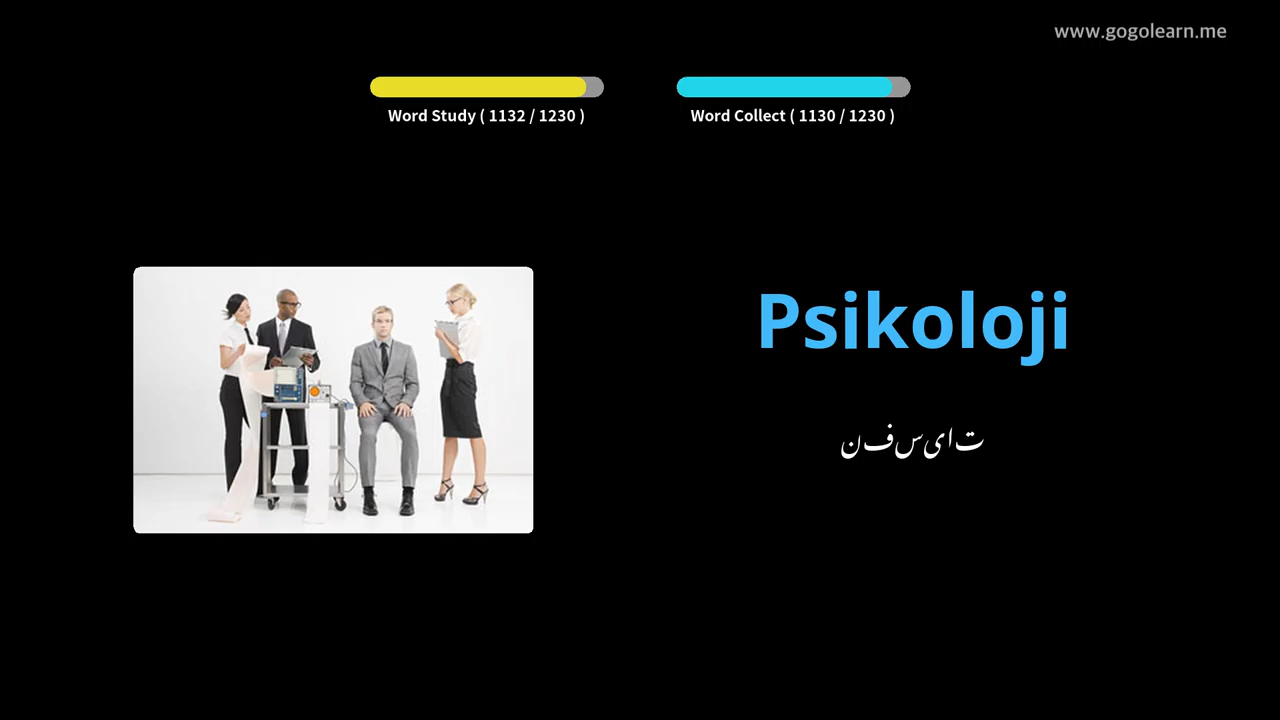 www.gogolearn.me
Word Study ( 1132 / 1230 )
Word Collect ( 1130 / 1230 )
Psikoloji
نفسیات